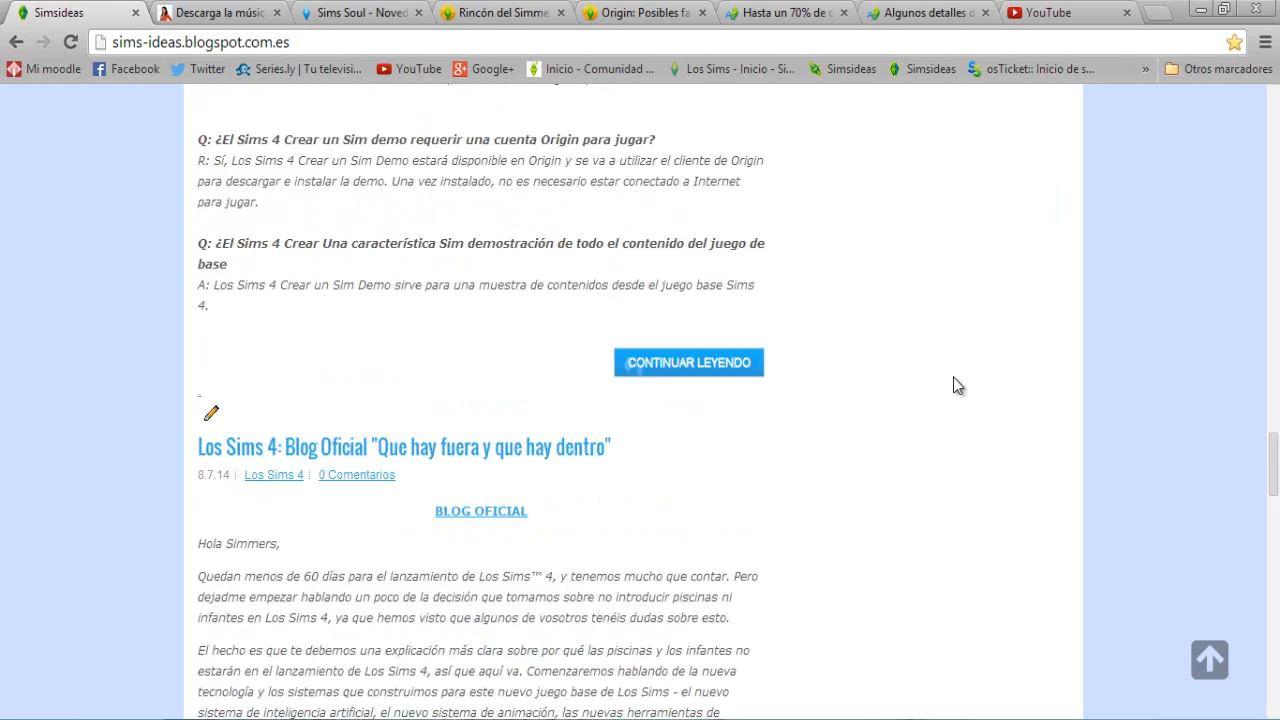 Simsideas
Descarga la músic
Sims Soul - Noved
Rincón del Simme
Origin: Posibles fa
Hasta un 70% de c
Algunos detalles d
YouTube
sims-ideas.blogspot.com.es
Mi moodle
Facebook
Twitter
Series.ly | Tu televisi...
YouTube
Google+
Inicio - Comunidad ...
Los Sims - Inicio - Si...
Simsideas
Simsideas
osTicket:: Inicio de s...
»
Otros marcadores
Q: ¿El Sims 4 Crear un Sim demo requerir una cuenta Origin para jugar?
R: Sí, Los Sims 4 Crear un Sim Demo estará disponible en Origin y se va a utilizar el cliente de Origin
para descargar e instalar la demo. Una vez instalado, no es necesario estar conectado a Internet
para jugar.
Q: ¿El Sims 4 Crear Una característica Sim demostración de todo el contenido del juego de
base
A: Los Sims 4 Crear un Sim Demo sirve para una muestra de contenidos desde el juego base Sims
4.
CONTINUAR LEYENDO
Los Sims 4: Blog Oficial "Que hay fuera y que hay dentro"
8.7.14 Los Sims 4 0 Comentarios
BLOG OFICIAL
Hola Simmers,
Quedan menos de 60 días para el lanzamiento de Los Sims™ 4, y tenemos mucho que contar. Pero
dejadme empezar hablando un poco de la decisión que tomamos sobre no introducir piscinas ni
infantes en Los Sims 4, ya que hemos visto que algunos de vosotros tenéis dudas sobre esto.
El hecho es que te debemos una explicación más clara sobre por qué las piscinas y los infantes no
estarán en el lanzamiento de Los Sims 4, así que aquí va. Comenzaremos hablando de la nueva
tecnología y los sistemas que construimos para este nuevo juego base de Los Sims - el nuevo
sistema de inteligencia artificial, el nuevo sistema de animación, las nuevas herramientas de